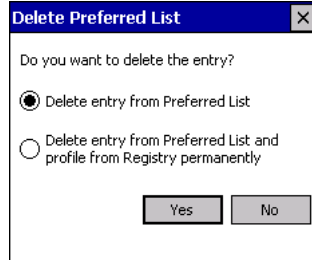 Delete Preferred List
Do you want to delete the entry?
Delete entry from Preferred List
Delete entry from Preferred List and
profile from Registry permanently
Yes No